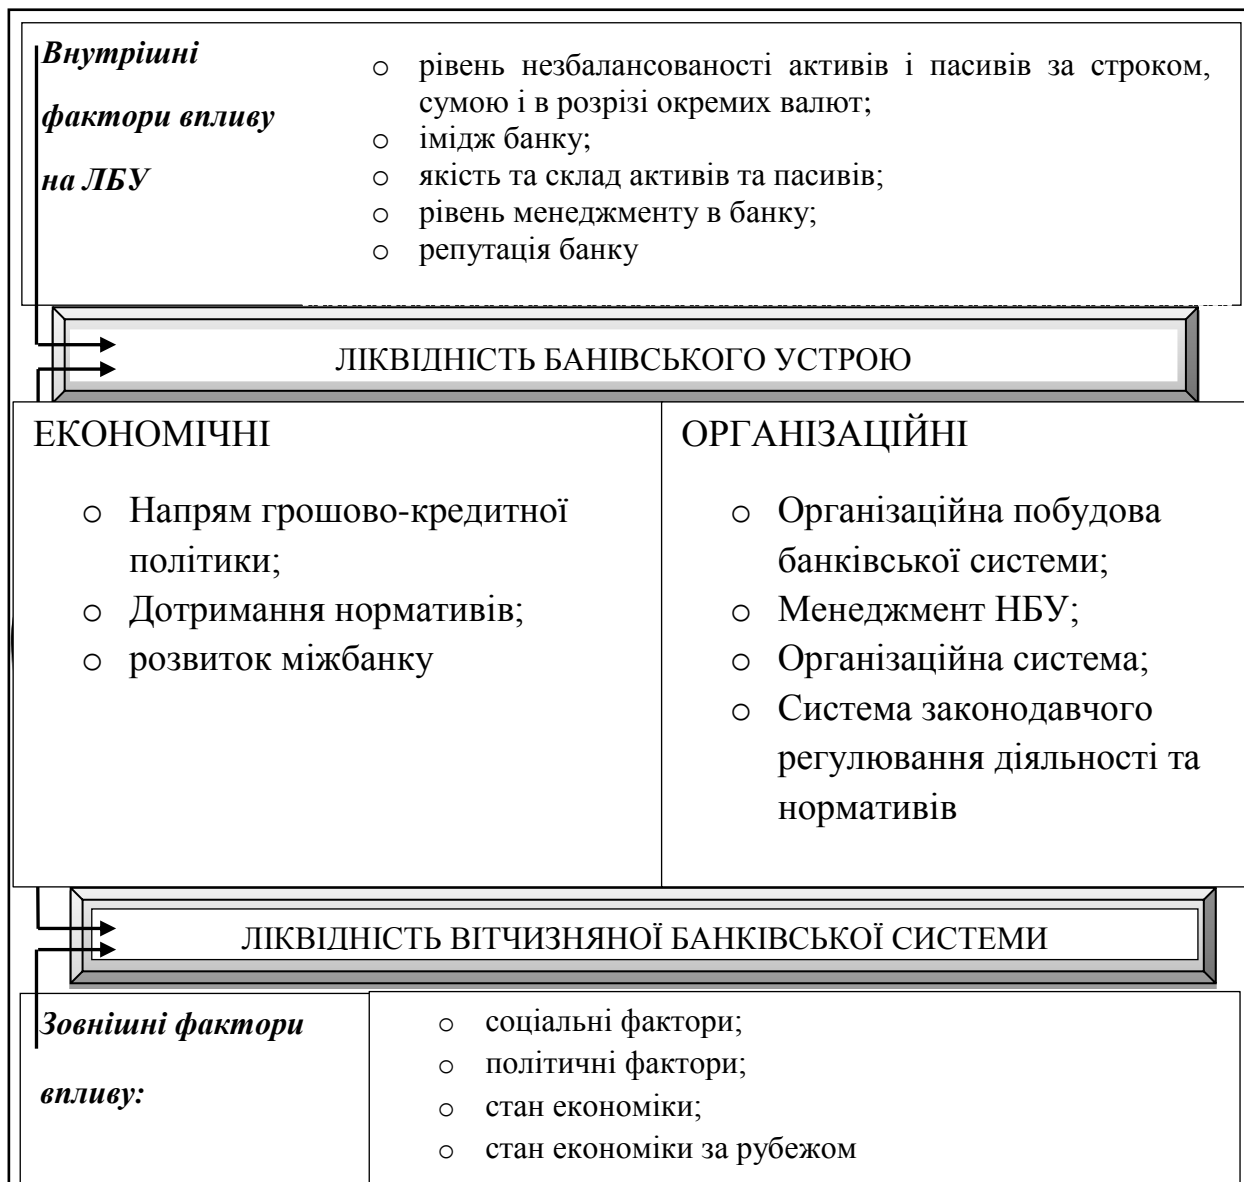 Внутрішні
фактори впливу
на ЛБУ
o рівень незбалансованості активів і пасивів за строком,
сумою і в розрізі окремих валют;
o імідж банку;
o якість та склад активів та пасивів;
o рівень менеджменту в банку;
o репутація банку
ЛІКВІДНІСТЬ БАНІВСЬКОГО УСТРОЮ
ЕКОНОМІЧНІ
o Напрям грошово-кредитної
політики;
o Дотримання нормативів;
o розвиток міжбанку
ОРГАНІЗАЦІЙНІ
o Організаційна побудова
банківської системи;
o Менеджмент НБУ;
o Організаційна система;
o Система законодавчого
регулювання діяльності та
нормативів
ЛІКВІДНІСТЬ ВІТЧИЗНЯНОЇ БАНКІВСЬКОЇ СИСТЕМИ
Зовнішні фактори
впливу:
o соціальні фактори;
o політичні фактори;
o стан економіки;
o стан економіки за рубежом